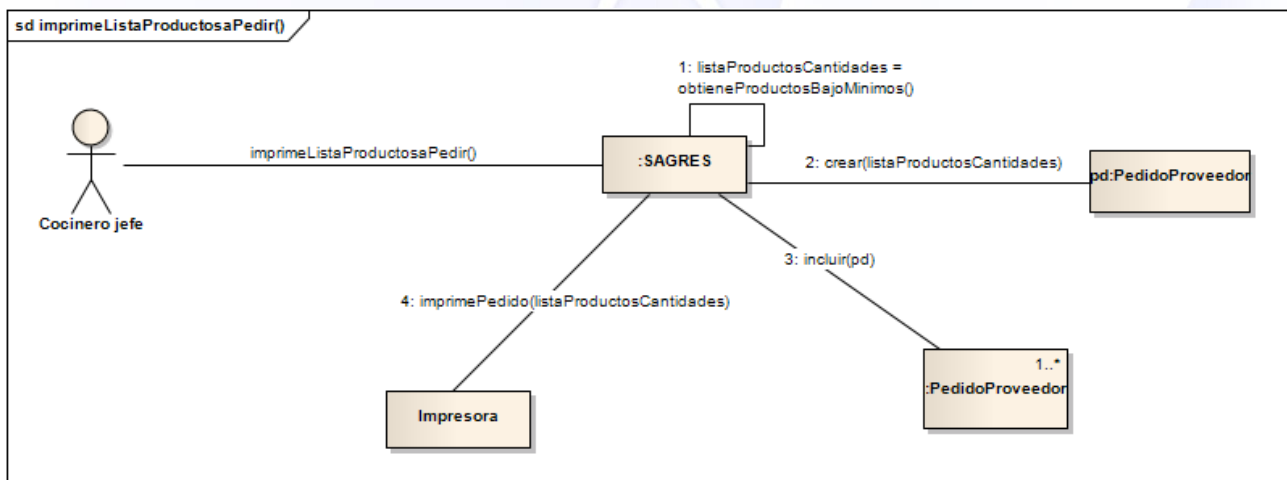 sd imprimeListaProductosaPedir()
1: listaProductosCantidades =
obtieneProductosBajoMinimos()
imprimeListaProductosaPedir()
:SAGRES
2: crear(listaProductosCantidades)
pd:PedidoProveedor
Cocinero jefe
3: incluir(pd)
4: imprimePedido(listaProductosCantidades)
1..*
:PedidoProveedor
Impresora